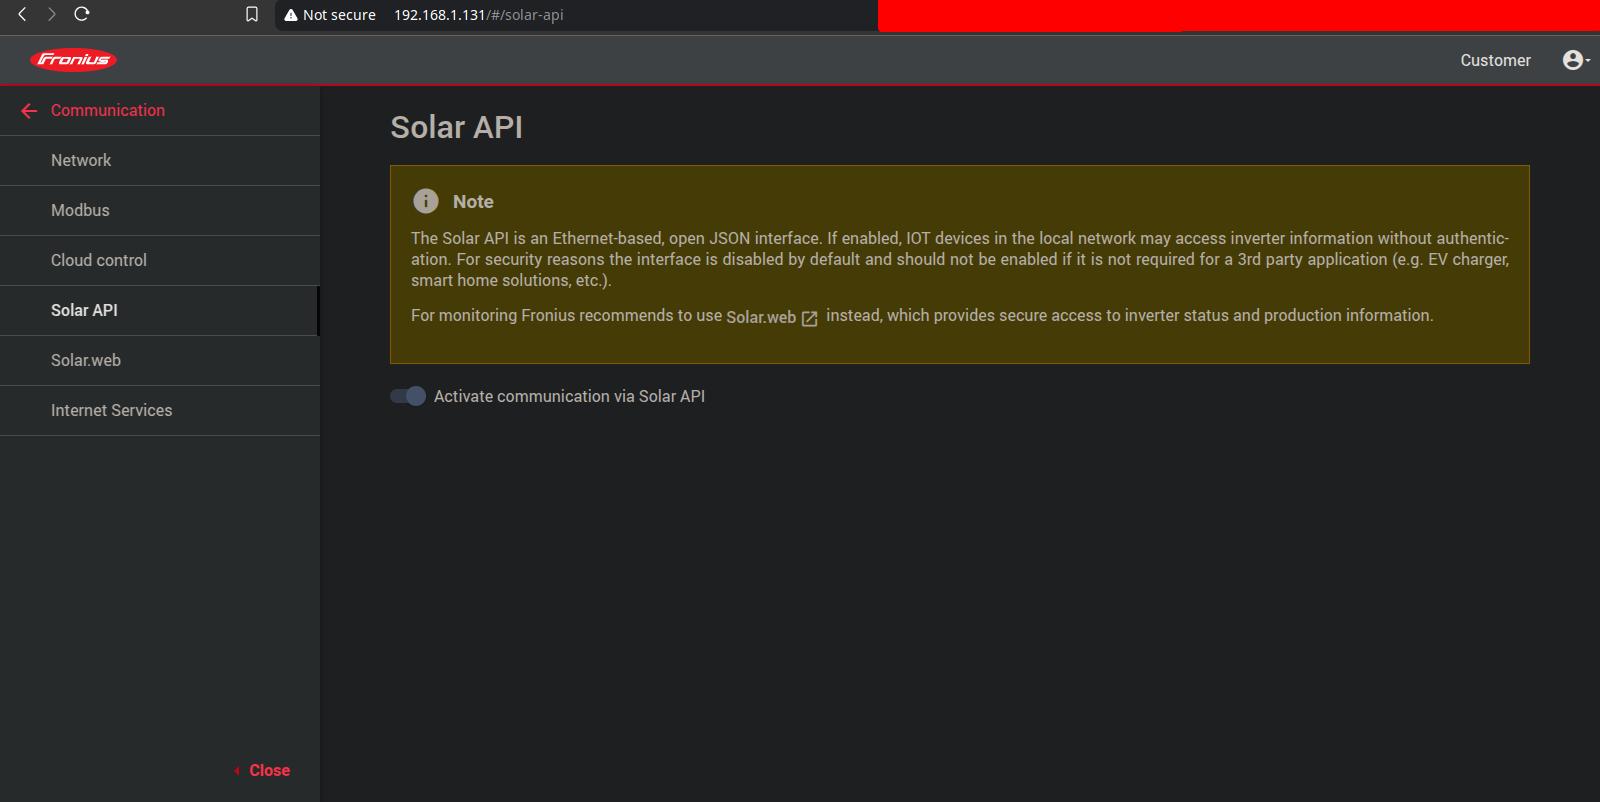 Not secure 192.168.1.131/#/solar-api
Fronius
Customer
Communication
Network
Modbus
Cloud control
Solar API
Solar.web
Internet Services
Close
Solar API
Note
The Solar API is an Ethernet-based, open JSON interface. If enabled, IOT devices in the local network may access inverter information without authentic-
ation. For security reasons the interface is disabled by default and should not be enabled if it is not required for a 3rd party application (e.g. EV charger,
smart home solutions, etc.).
For monitoring Fronius recommends to use Solar.web instead, which provides secure access to inverter status and production information.
Activate communication via Solar API